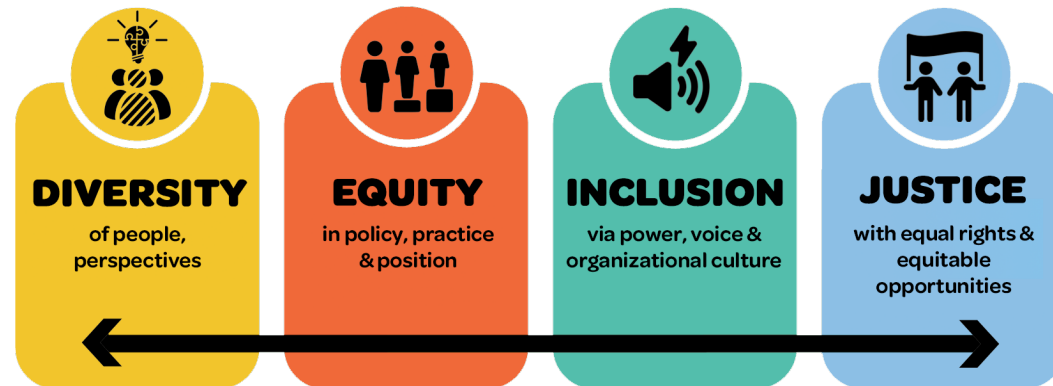 DIVERSITY
of people,
perspectives
EQUITY
in policy, practice
& position
INCLUSION
via power, voice &
organizational culture
JUSTICE
with equal rights &
equitable
opportunities